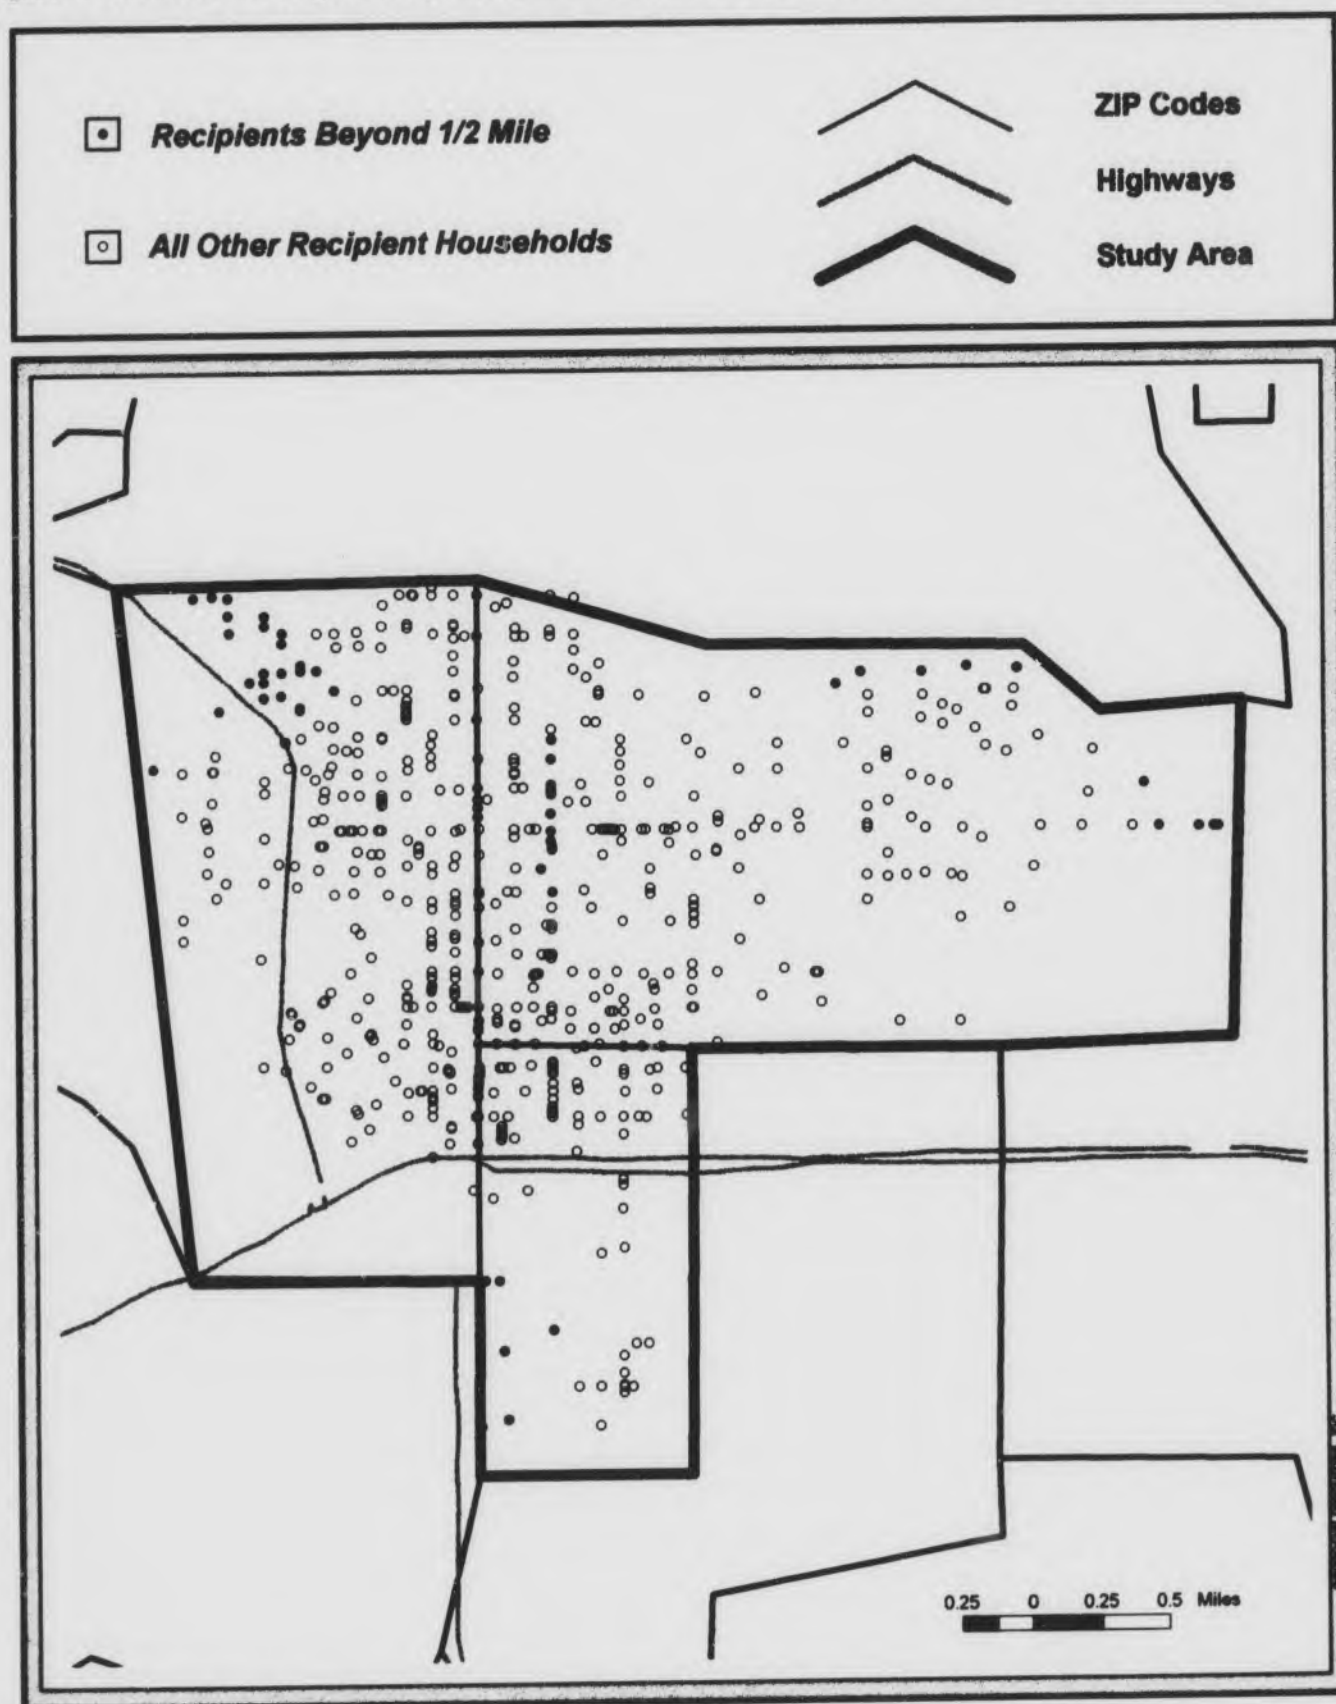 Recipients Beyond 1/2 Mile
All Other Recipient Households
ZIP Codes
Highways
Study Area
0.25 0 0.25 0.5 Miles